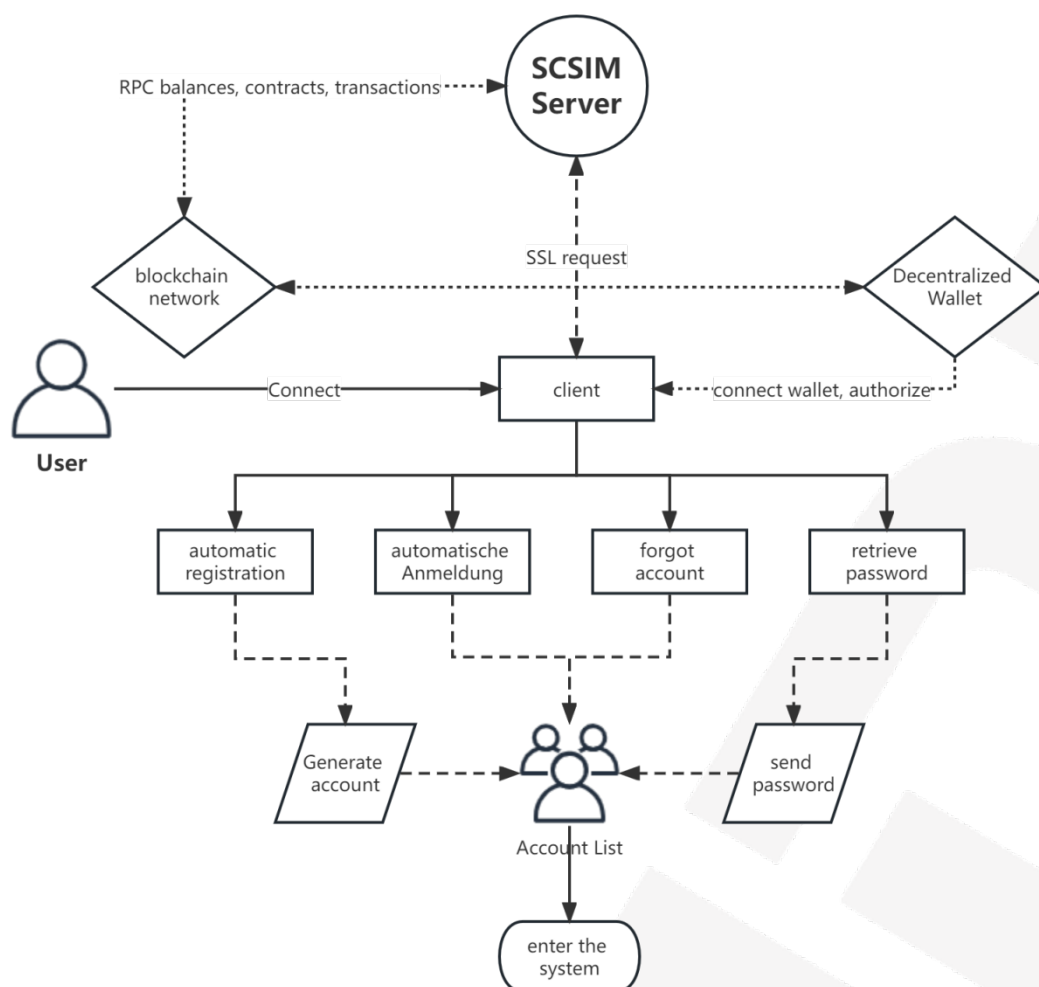 SCSIM
Server
RPC balances, contracts, transactions
SSL request
blockchain
network
Decentralized
Wallet
Connect
client
connect wallet, authorize
User
automatic
registration
automatische
Anmeldung
forgot
account
retrieve
password
Generate
account
send
password
Account List
enter the
system